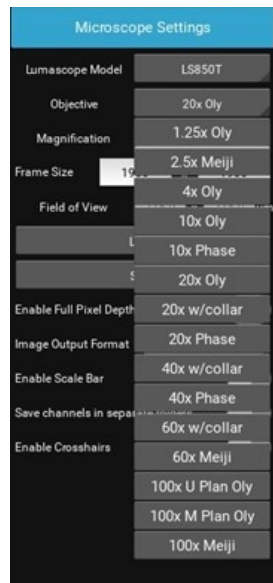 Microscope Settings
Lumascope Model LS850T
Objective 20x Oly
Magnification 1.25x Oly
2.5x Meiji
Frame Size 19
4x Oly
Field of View 10x Oly
L 10x Phase
S 20x Oly
Enable Full Pixel Depth 20x w/collar
Image Output Format 20x Phase
Enable Scale Bar 40x w/collar
40x Phase
Save channels in separ
60x w/collar
Enable Crosshairs 60x Meiji
100x U Plan Oly
100x M Plan Oly
100x Meiji